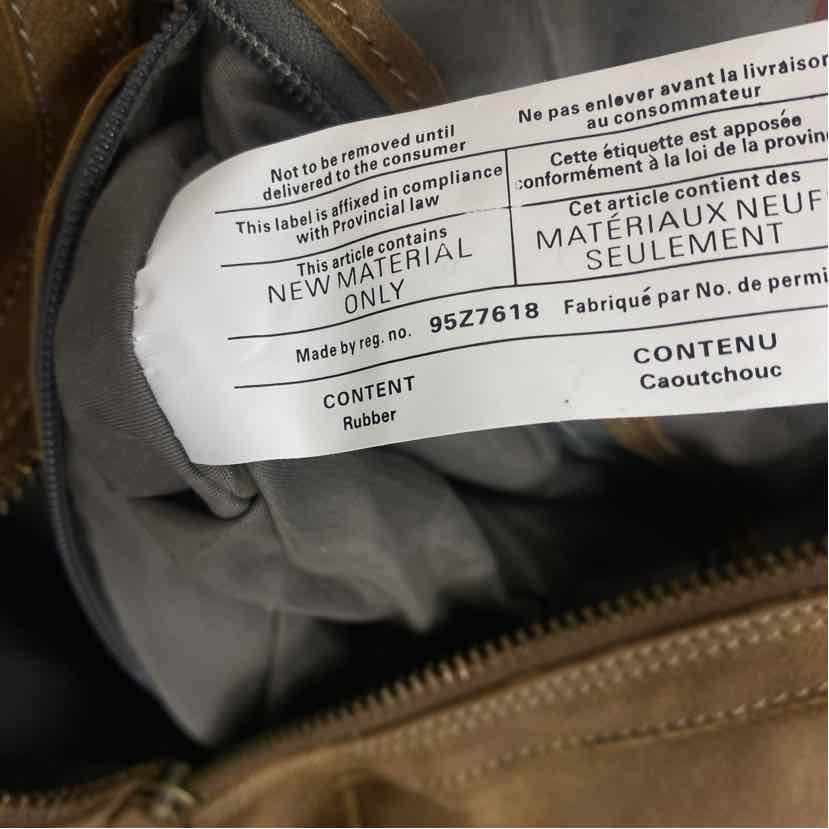 Not to be removed until
delivered to the consumer
Ne pas enlever avant la livraison
au consommateur
This label is affixed in compliance
with Provincial law
Cette étiquette est apposée
conformément à la loi de la
This article contains
NEW MATERIAL
ONLY
Cet article contient des
MATÉRIAUX NEUF
SEULEMENT
Made by reg. no. 95Z7618 Fabriqué par No. de permi
CONTENT
Rubber
CONTENU
Caoutchouc